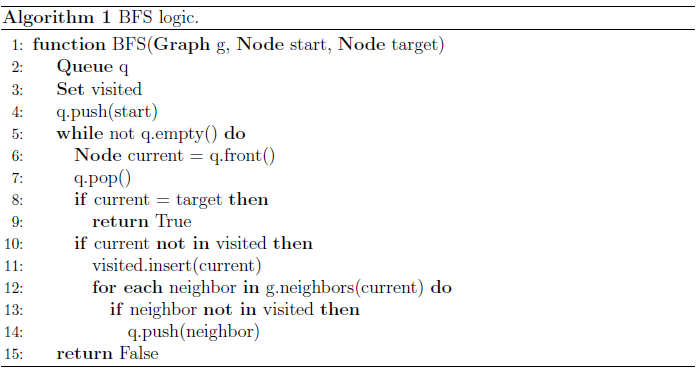 Algorithm 1 BFS logic.
1: function BFS(Graph g, Node start, Node target)
2: Queue q
3: Set visited
4: q.push(start)
5: while not q.empty() do
6: Node current = q.front()
7: q.pop()
8: if current = target then
9: return True
10: if current not in visited then
11: visited.insert(current)
12: for each neighbor in g.neighbors(current) do
13: if neighbor not in visited then
14: q.push(neighbor)
15: return False